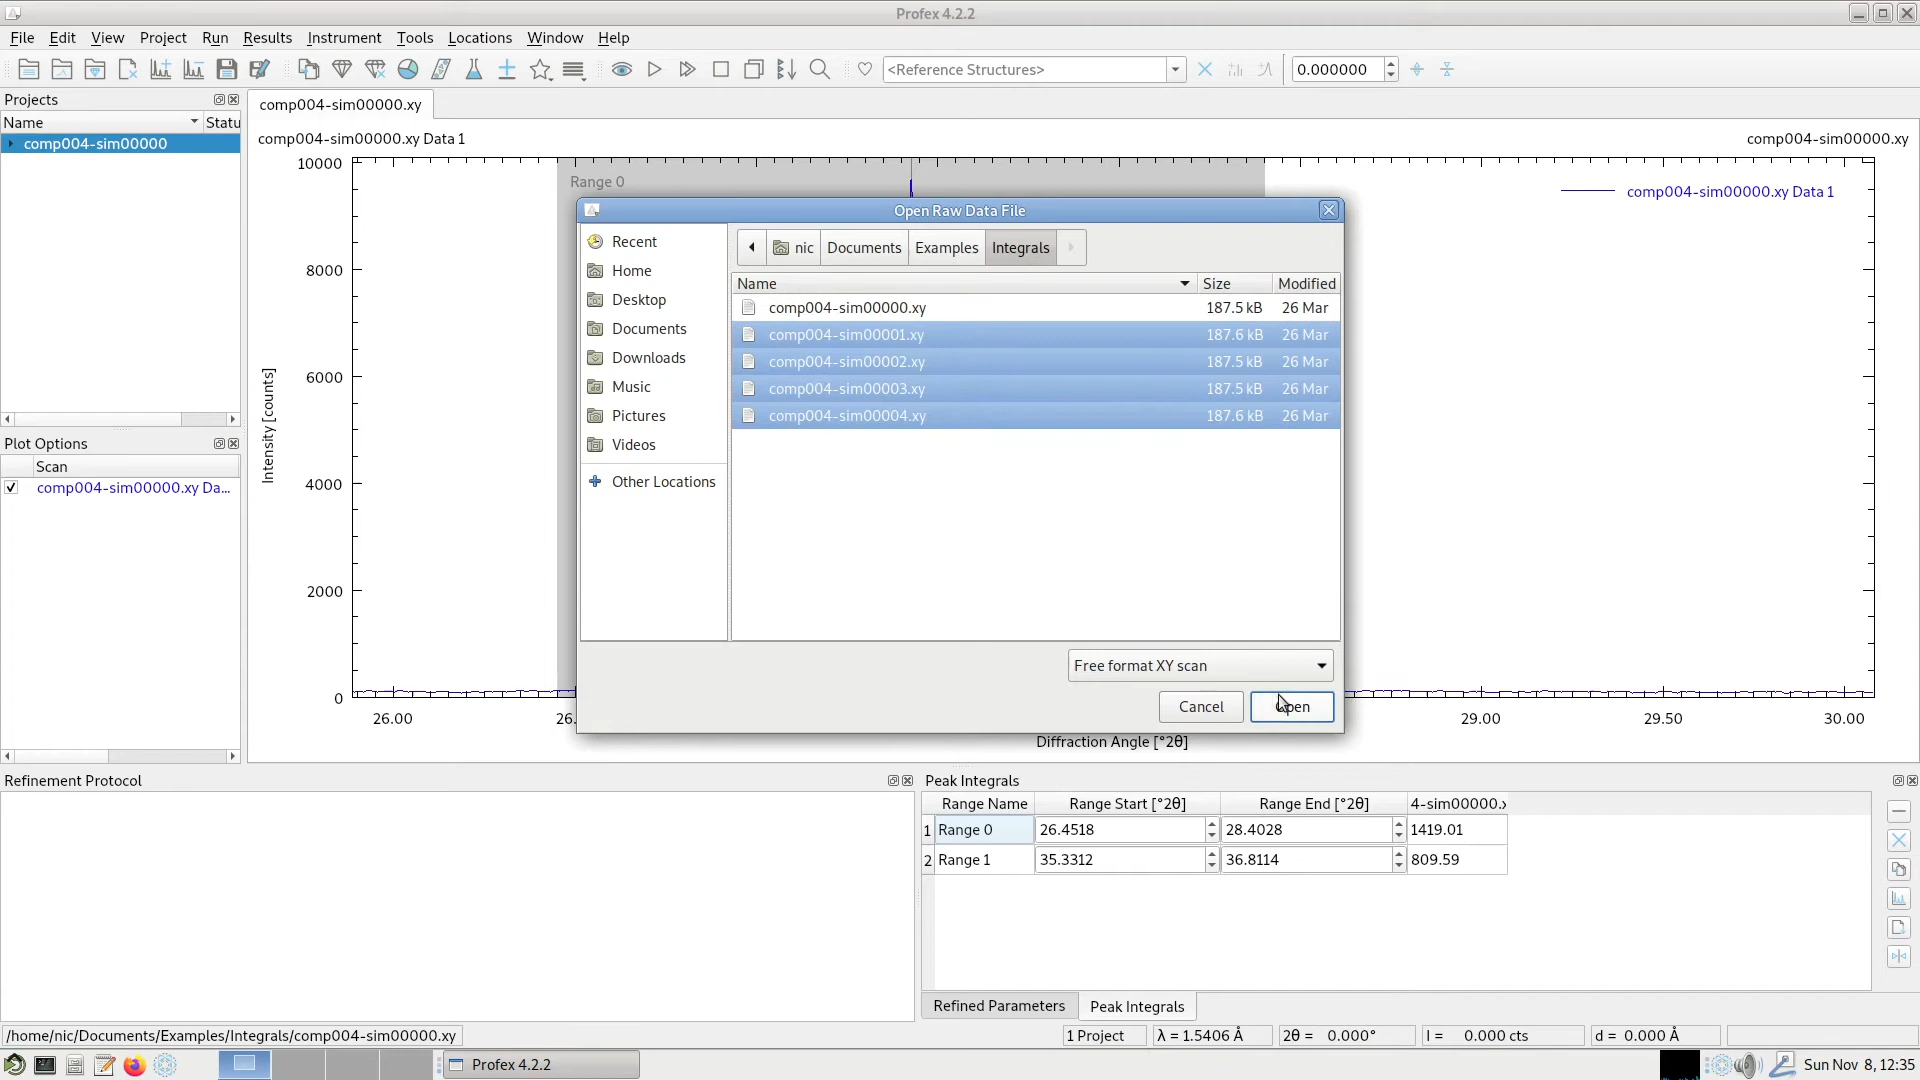 Profex 4.2.2
File Edit View Project Run Results Instrument Tools Locations Window Help
<Reference Structures>
0.000000
Projects
Name Statu
comp004-sim00000
comp004-sim00000.xy
comp004-sim00000.xy Data 1
comp004-sim00000.xy
10000
8000
6000
4000
2000
0
Intensity [counts]
Range 0
comp004-sim00000.xy Data 1
26.00
26.
29.00
29.50
30.00
Diffraction Angle [°2θ]
Plot Options
Scan
comp004-sim00000.xy Da...
Open Raw Data File
Recent
Home
Desktop
Documents
Downloads
Music
Pictures
Videos
Other Locations
nic Documents Examples Integrals
Name Size Modified
comp004-sim00000.xy 187.5 kB 26 Mar
comp004-sim00001.xy 187.6 kB 26 Mar
comp004-sim00002.xy 187.5 kB 26 Mar
comp004-sim00003.xy 187.5 kB 26 Mar
comp004-sim00004.xy 187.6 kB 26 Mar
Free format XY scan
Cancel Open
Refinement Protocol
Peak Integrals
Range Name Range Start [°2θ] Range End [°2θ] 4-sim00000.x
1 Range 0 26.4518 28.4028 1419.01
2 Range 1 35.3312 36.8114 809.59
Refined Parameters Peak Integrals
/home/nic/Documents/Examples/Integrals/comp004-sim00000.xy
1 Project λ = 1.5406 Å 2θ = 0.000° I = 0.000 cts d = 0.000 Å
Profex 4.2.2
Sun Nov 8, 12:35